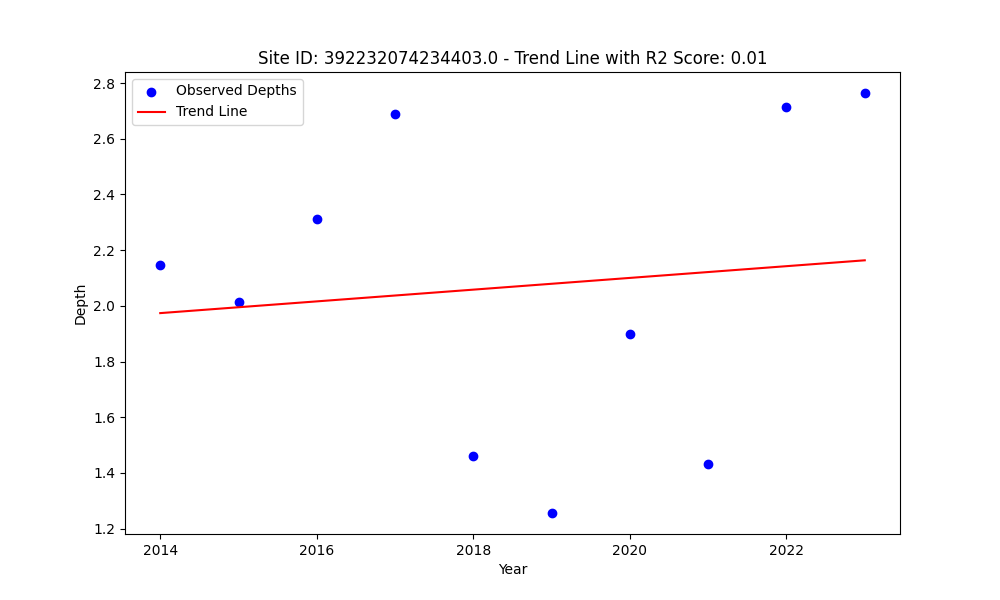 Site ID: 392232074234403.0 - Trend Line with R2 Score: 0.01
Observed Depths
Trend Line
2.8
2.6
2.4
2.2
2.0
1.8
1.6
1.4
1.2
Depth
2014
2016
2018
2020
2022
Year